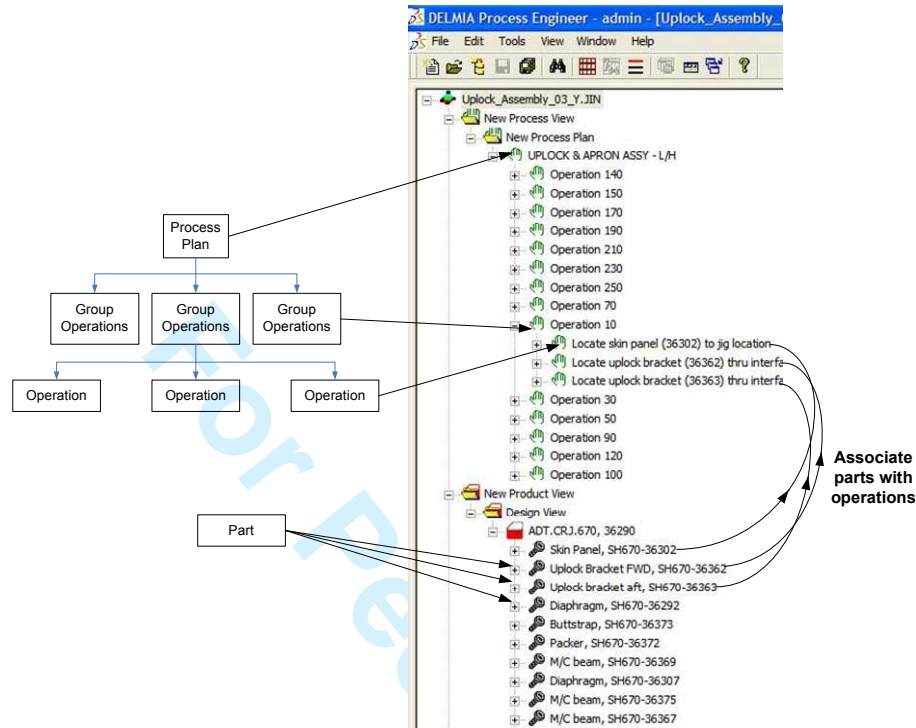 DELMIA Process Engineer - admin - [Uplock_Assembly_
File Edit Tools View Window Help
Uplock_Assembly_03_Y.JIN
New Process View
New Process Plan
UPLOCK & APRON ASSY - L/H
Operation 140
Operation 150
Operation 170
Operation 190
Operation 210
Operation 230
Operation 250
Operation 70
Operation 10
Locate skin panel (36302) to jig location
Locate uplock bracket (36362) thru interfa
Locate uplock bracket (36363) thru interfa
Operation 30
Operation 50
Operation 90
Operation 120
Operation 100
New Product View
Design View
ADT.CRJ.670, 36290
Skin Panel, SH670-36302
Uplock Bracket FWD, SH670-36362
Uplock bracket aft, SH670-36363
Diaphragm, SH670-36292
Buttstrap, SH670-36373
Packer, SH670-36372
M/C beam, SH670-36369
Diaphragm, SH670-36307
M/C beam, SH670-36375
M/C beam, SH670-36367
Process
Plan
Group
Operations
Group
Operations
Group
Operations
Operation
Operation
Operation
Part
Associate
parts with
operations
For Pee